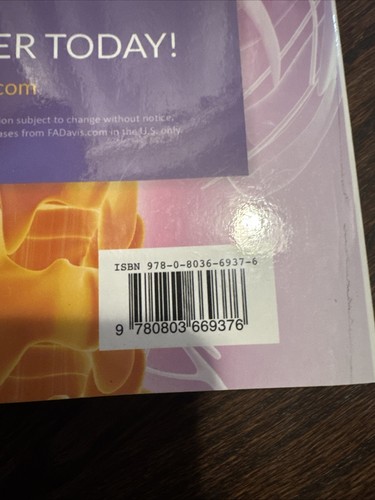 ER TODAY!
com
on subject to change without notice.
ases from FADavis.com in the U.S. only.
ISBN 978-0-8036-6937-6
9 780803 669376